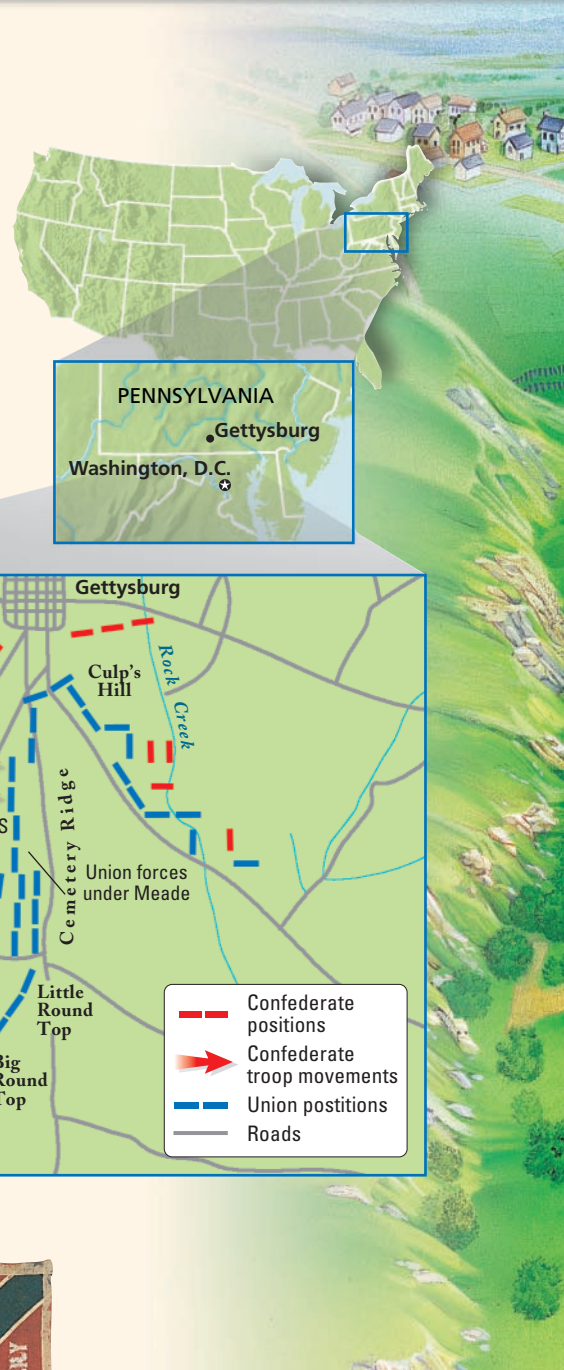 PENNSYLVANIA
Gettysburg
Washington, D.C.
Gettysburg
Rock Creek
Culp's
Hill
Cemetery Ridge
S
Union forces
under Meade
Little
Round
Top
Big
Round
Top
Confederate
positions
Confederate
troop movements
Union postitions
Roads